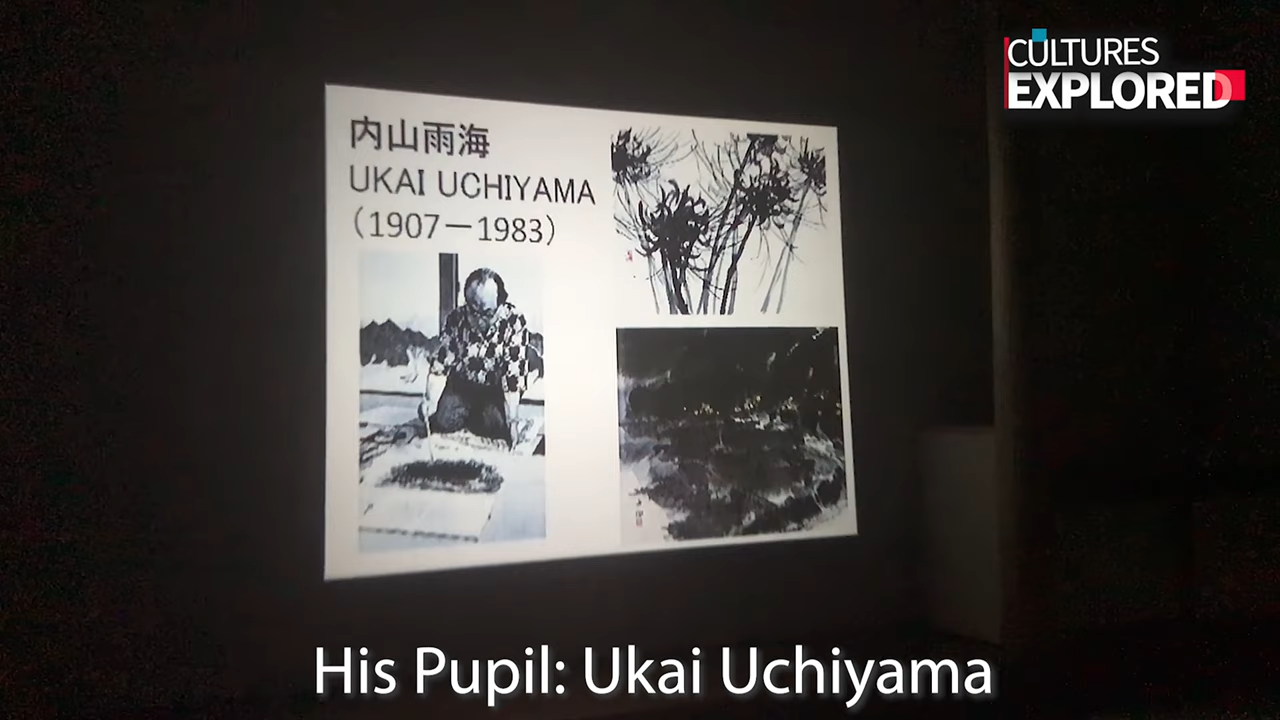 CULTURES
EXPLORED
内山雨海
UKAI UCHIYAMA
（1907－1983）
His Pupil: Ukai Uchiyama